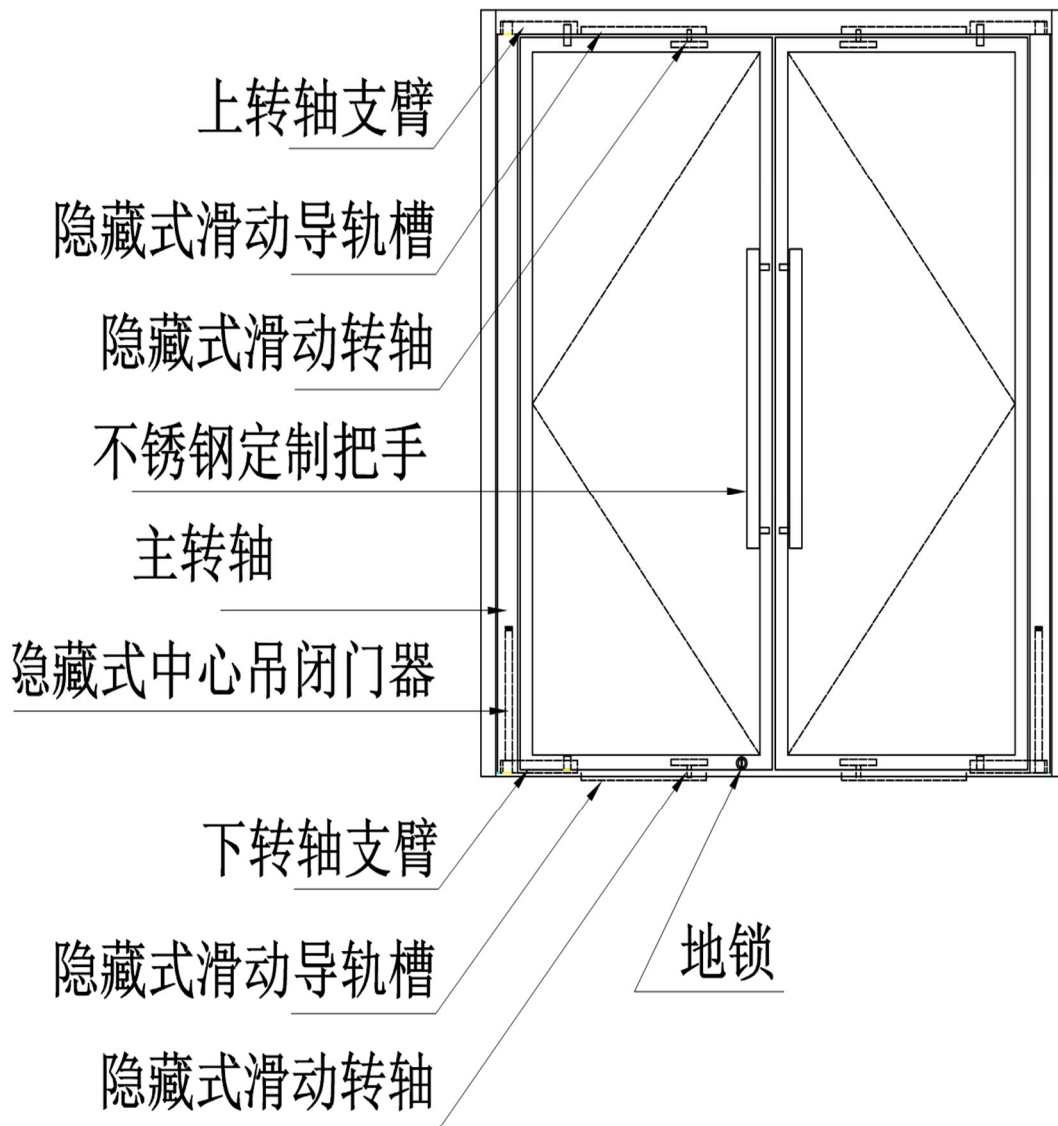 上转轴支臂
隐藏式滑动导轨槽
隐藏式滑动转轴
不锈钢定制把手
主转轴
隐藏式中心吊闭门器
下转轴支臂
隐藏式滑动导轨槽
地锁
隐藏式滑动转轴